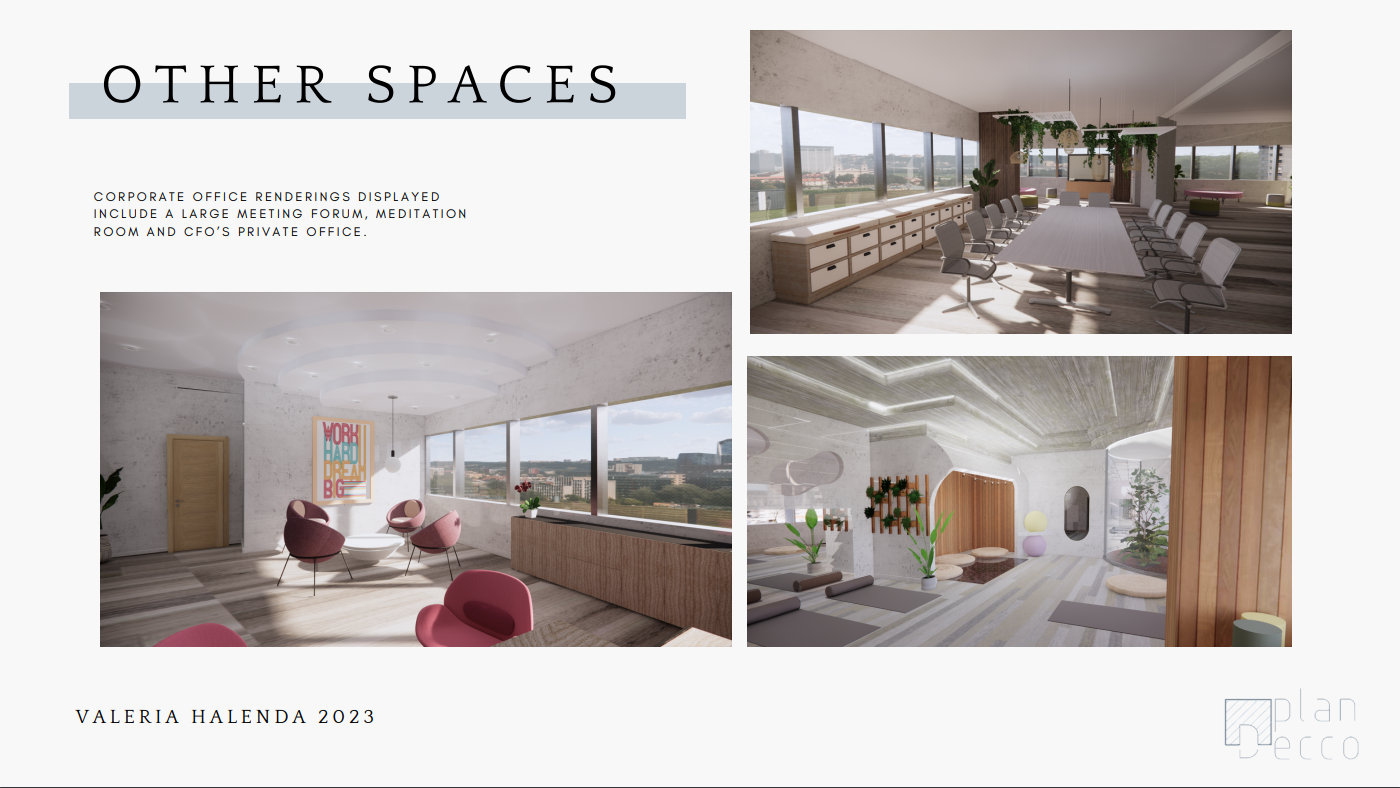 OTHER SPACES
CORPORATE OFFICE RENDERINGS DISPLAYED
INCLUDE A LARGE MEETING FORUM, MEDITATION
ROOM AND CFO’S PRIVATE OFFICE.
WORK
HARD
DREAM
BIG
VALERIA HALENDA 2023
plan
Decco